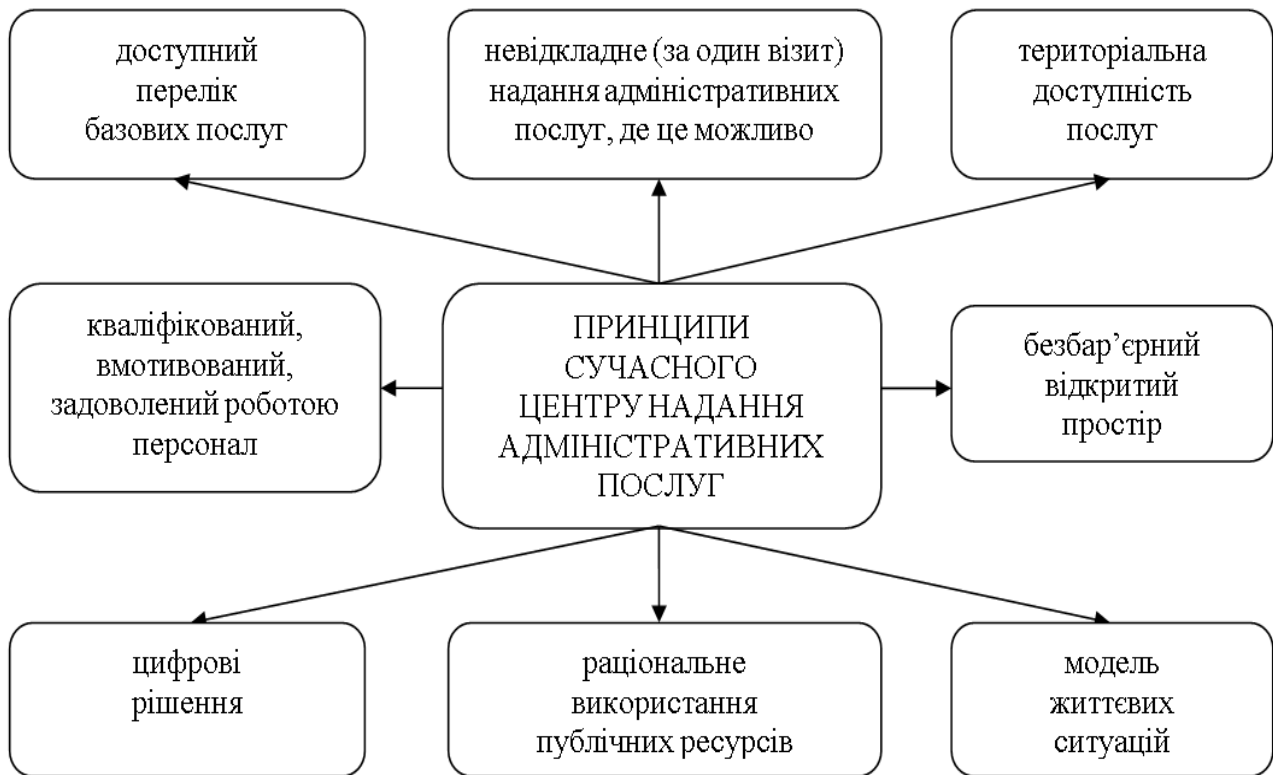 доступний
перелік
базових послуг
невідкладне (за один візит)
надання адміністративних
послуг, де це можливо
територіальна
доступність
послуг
кваліфікований,
вмотивований,
задоволений роботою
персонал
ПРИНЦИПИ
СУЧАСНОГО
ЦЕНТРУ НАДАННЯ
АДМІНІСТРАТИВНИХ
ПОСЛУГ
безбар’єрний
відкритий
простір
цифрові
рішення
раціональне
використання
публічних ресурсів
модель
життєвих
ситуацій